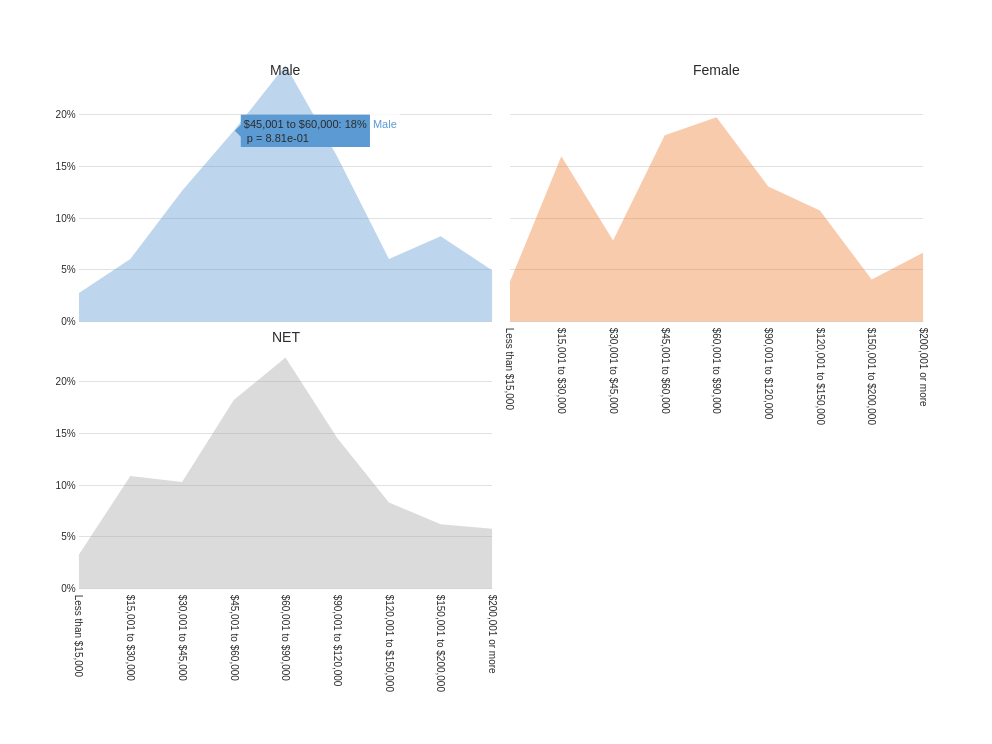 Male
Female
20%
15%
10%
5%
0%
$45,001 to $60,000: 18%
p = 8.81e-01
Male
Less than $15,000
$15,001 to $30,000
$30,001 to $45,000
$45,001 to $60,000
$60,001 to $90,000
$90,001 to $120,000
$120,001 to $150,000
$150,001 to $200,000
$200,001 or more
NET
20%
15%
10%
5%
0%
Less than $15,000
$15,001 to $30,000
$30,001 to $45,000
$45,001 to $60,000
$60,001 to $90,000
$90,001 to $120,000
$120,001 to $150,000
$150,001 to $200,000
$200,001 or more